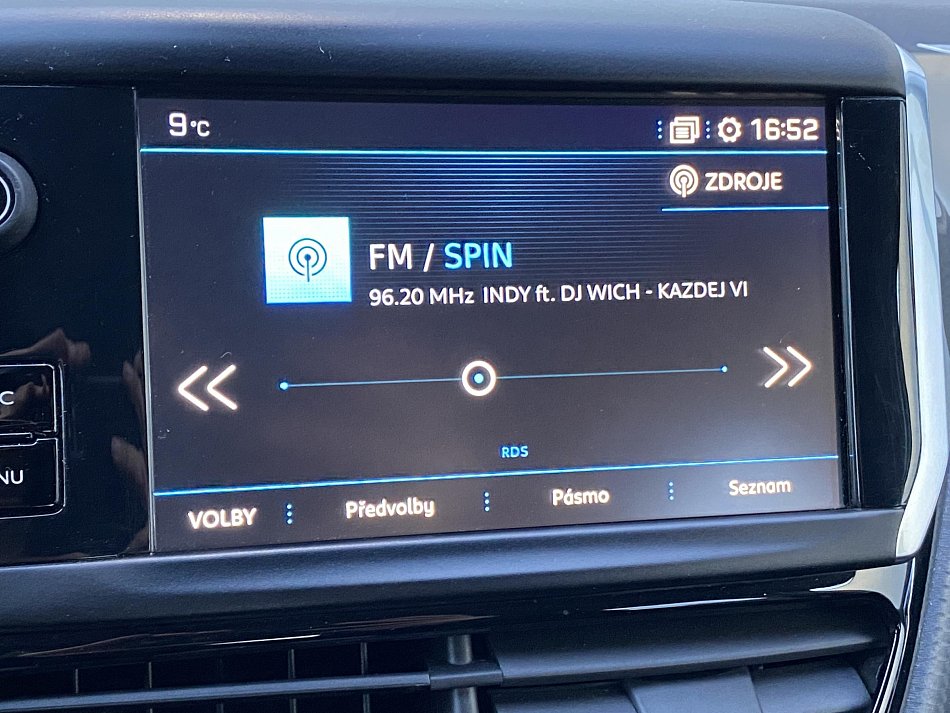 9°C 16:52
ZDROJE
FM / SPIN
96.20 MHz INDY ft. DJ WICH - KAZDEJ VI
RDS
VOLBY Předvolby Pásmo Seznam
C
NU